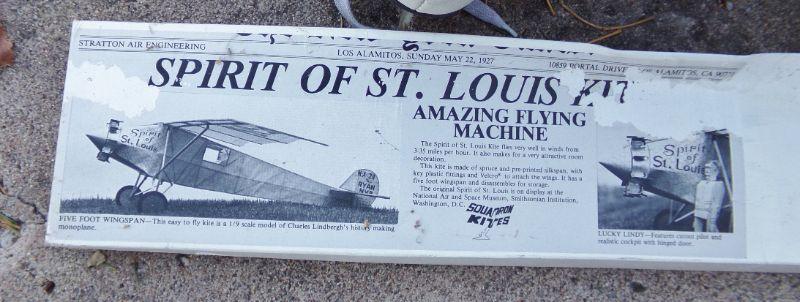 STRATTON AIR ENGINEERING
LOS ALAMITOS, SUNDAY MAY 22, 1927
10859 PORTAL DRIVE ALAMITOS, CA
SPIRIT OF ST. LOUIS KIT
AMAZING FLYING
MACHINE
The Spirit of St. Louis Kite flies very well in winds from
3-35 miles per hour. It also makes for a very attractive room
decoration.
This kite is made of spruce and pre-printed silkspan, with
key plastic fittings and Velcro® to attach the wings. It has a
five foot wingspan and disassembles for storage.
The original Spirit of St. Louis is on display at the
National Air and Space Museum, Smithsonian Institution,
Washington, D.C.
SQUADRON
KITES
Spirit
of
St. Louis
N-X-211
RYAN
NYP
FIVE FOOT WINGSPAN—This easy to fly kite is a 1/9 scale model of Charles Lindbergh's history making
monoplane.
Spirit
of
St. Louis
LUCKY LINDY—Features cutout pilot and
realistic cockpit with hinged door.